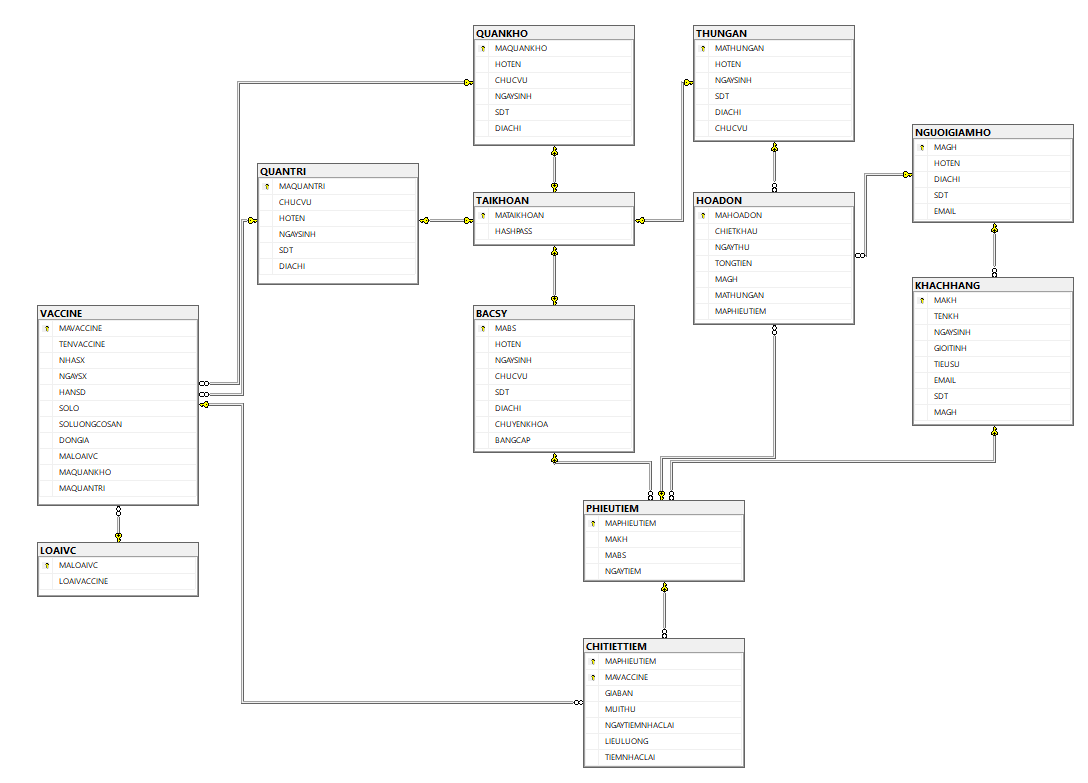 QUANKHO
MAQUANKHO
HOTEN
CHUCVU
NGAYSINH
SDT
DIACHI
THUNGAN
MATHUNGAN
HOTEN
NGAYSINH
SDT
DIACHI
CHUCVU
NGUOIGIAMHO
MAGH
HOTEN
DIACHI
SDT
EMAIL
QUANTRI
MAQUANTRI
CHUCVU
HOTEN
NGAYSINH
SDT
DIACHI
TAIKHOAN
MATAIKHOAN
HASHPASS
HOADON
MAHOADON
CHIETKHAU
NGAYTHU
TONGTIEN
MAGH
MATHUNGAN
MAPHIEUTIEM
KHACHHANG
MAKH
TENKH
NGAYSINH
GIOITINH
TIEUSU
EMAIL
SDT
MAGH
VACCINE
MAVACCINE
TENVACCINE
NHASX
NGAYSX
HANSD
SOLO
SOLUONGCOSAN
DONGIA
MALOAIVC
MAQUANKHO
MAQUANTRI
BACSY
MABS
HOTEN
NGAYSINH
CHUCVU
SDT
DIACHI
CHUYENKHOA
BANGCAP
PHIEUTIEM
MAPHIEUTIEM
MAKH
MABS
NGAYTIEM
LOAIVC
MALOAIVC
LOAIVACCINE
CHITIETTIEM
MAPHIEUTIEM
MAVACCINE
GIABAN
MUITHU
NGAYTIEMNHACLAI
LIEULUONG
TIEMNHACLAI